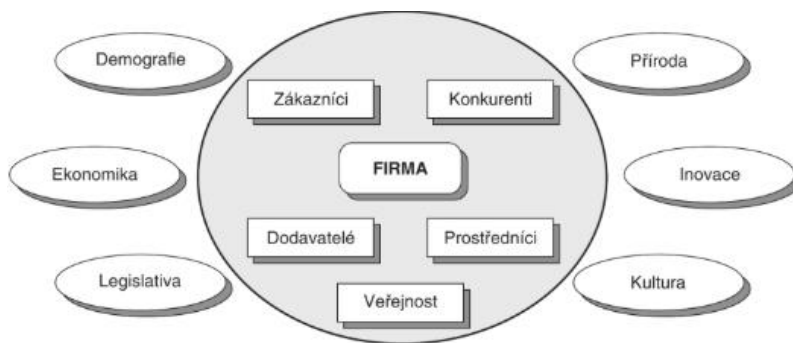 Demografie
Příroda
Zákazníci
Konkurenti
Ekonomika
FIRMA
Inovace
Dodavatelé
Prostředníci
Legislativa
Veřejnost
Kultura